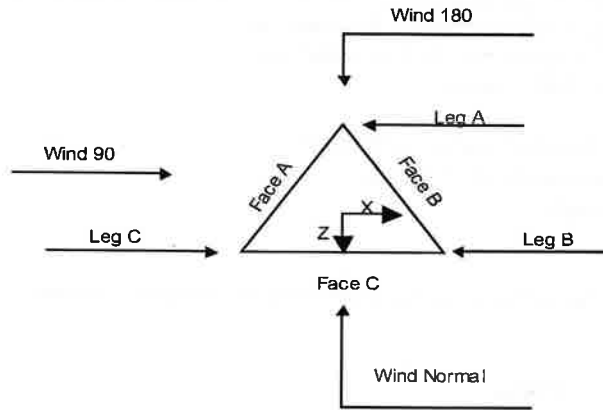 Wind 180
Leg A
Wind 90
Face A
Face B
X
Z
Leg C
Leg B
Face C
Wind Normal